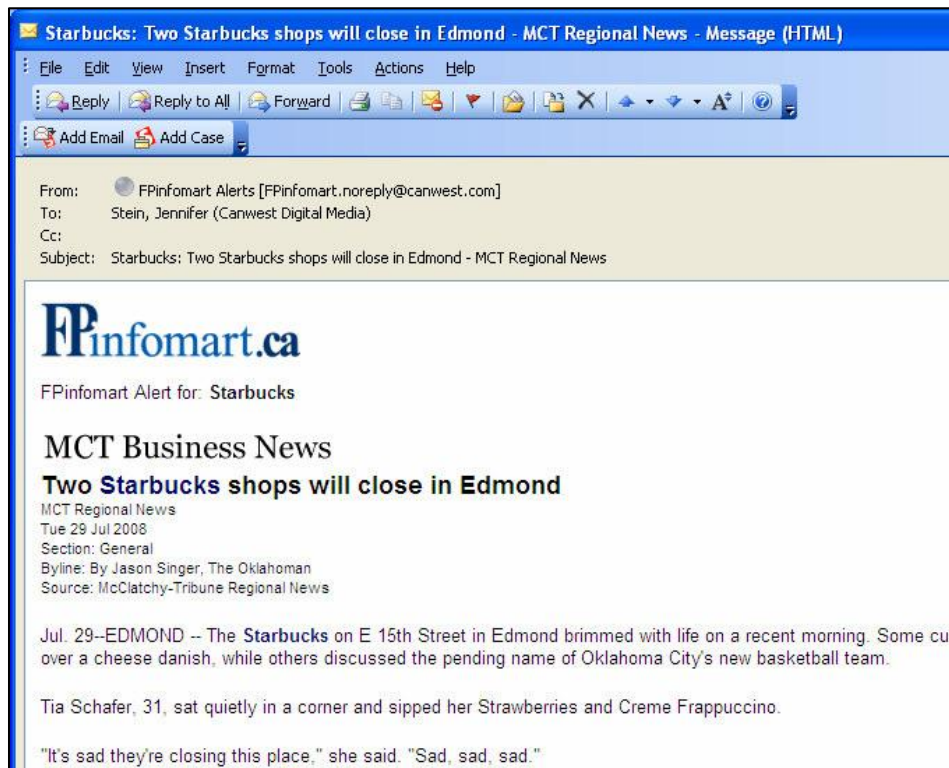 Starbucks: Two Starbucks shops will close in Edmond - MCT Regional News - Message (HTML)
File Edit View Insert Format Tools Actions Help
Reply Reply to All Forward
Add Email Add Case
From: FPinfomart Alerts [FPinfomart.noreply@canwest.com]
To: Stein, Jennifer (Canwest Digital Media)
Cc:
Subject: Starbucks: Two Starbucks shops will close in Edmond - MCT Regional News
FPinfomart.ca
FPinfomart Alert for: Starbucks
MCT Business News
Two Starbucks shops will close in Edmond
MCT Regional News
Tue 29 Jul 2008
Section: General
Byline: By Jason Singer, The Oklahoman
Source: McClatchy-Tribune Regional News
Jul. 29--EDMOND -- The Starbucks on E 15th Street in Edmond brimmed with life on a recent morning. Some cu
over a cheese danish, while others discussed the pending name of Oklahoma City's new basketball team.
Tia Schafer, 31, sat quietly in a corner and sipped her Strawberries and Creme Frappuccino.
"It's sad they're closing this place," she said. "Sad, sad, sad."